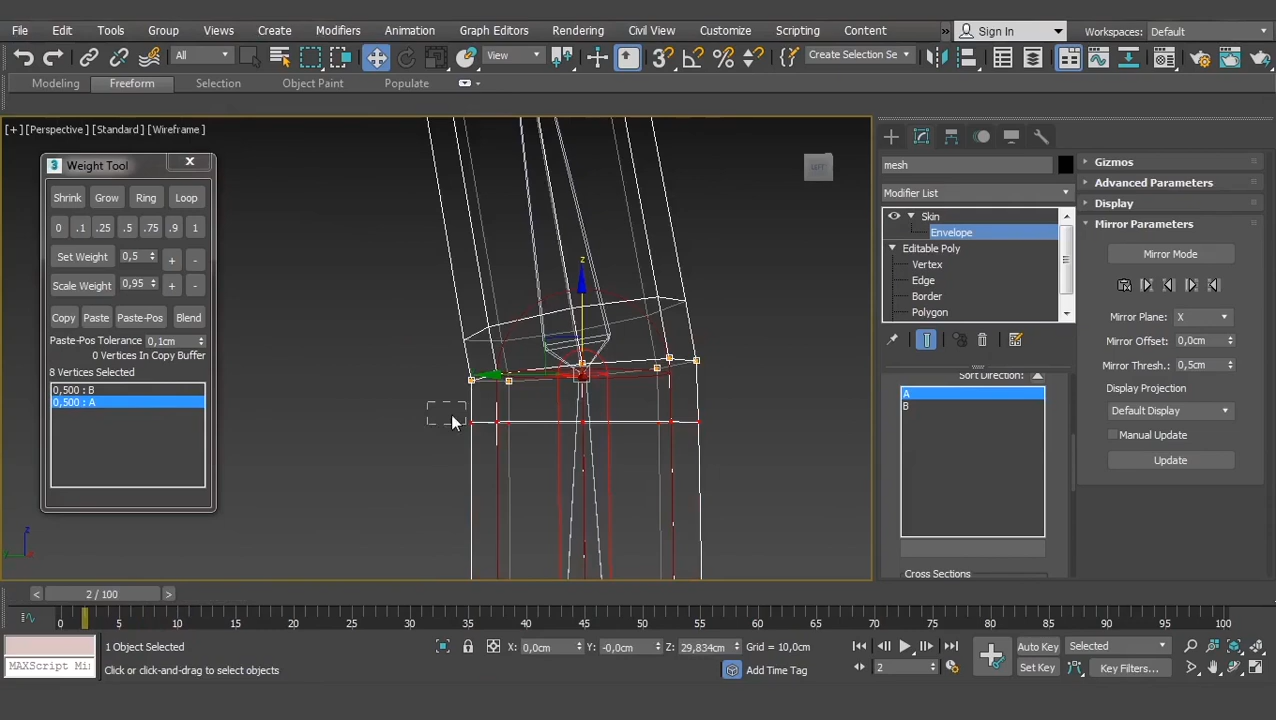 File Edit Tools Group Views Create Modifiers Animation Graph Editors Rendering Civil View Customize Scripting Content » Sign In Workspaces: Default
All View Create Selection Se
Modeling Freeform Selection Object Paint Populate
[+] [Perspective] [Standard] [Wireframe]
3 Weight Tool
Shrink Grow Ring Loop
0 .1 .25 .5 .75 .9 1
Set Weight 0,5 + -
Scale Weight 0,95 + -
Copy Paste Paste-Pos Blend
Paste-Pos Tolerance 0,1cm
0 Vertices In Copy Buffer
8 Vertices Selected
0,500 : B
0,500 : A
z
LEFT
z
mesh
Modifier List
Skin
Envelope
Editable Poly
Vertex
Edge
Border
Polygon
Sort Direction:
A
B
Cross Sections
Gizmos
Advanced Parameters
Display
Mirror Parameters
Mirror Mode
Mirror Plane: X
Mirror Offset: 0,0cm
Mirror Thresh.: 0,5cm
Display Projection
Default Display
Manual Update
Update
< 2 / 100 >
0 5 10 15 20 25 30 35 40 45 50 55 60 65 70 75 80 85 90 95 100
MAXScript Mi
1 Object Selected
Click or click-and-drag to select objects
X: 0,0cm Y: -0,0cm Z: 29,834cm Grid = 10,0cm
Add Time Tag
2
Auto Key Selected
Set Key Key Filters...